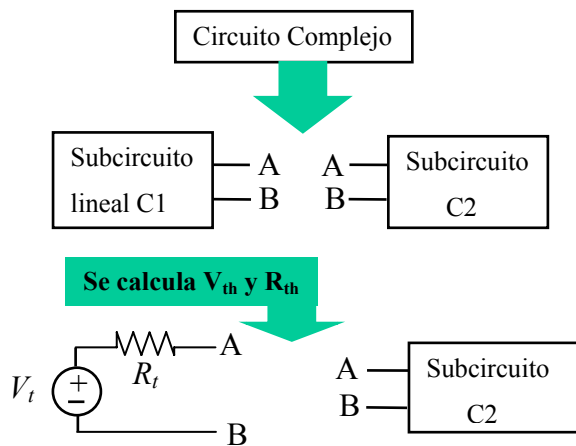 Circuito Complejo
Subcircuito
lineal C1
A
B
A
B
Subcircuito
C2
Se calcula Vth y Rth
Vt
+
−
Rt
A
B
A
B
Subcircuito
C2